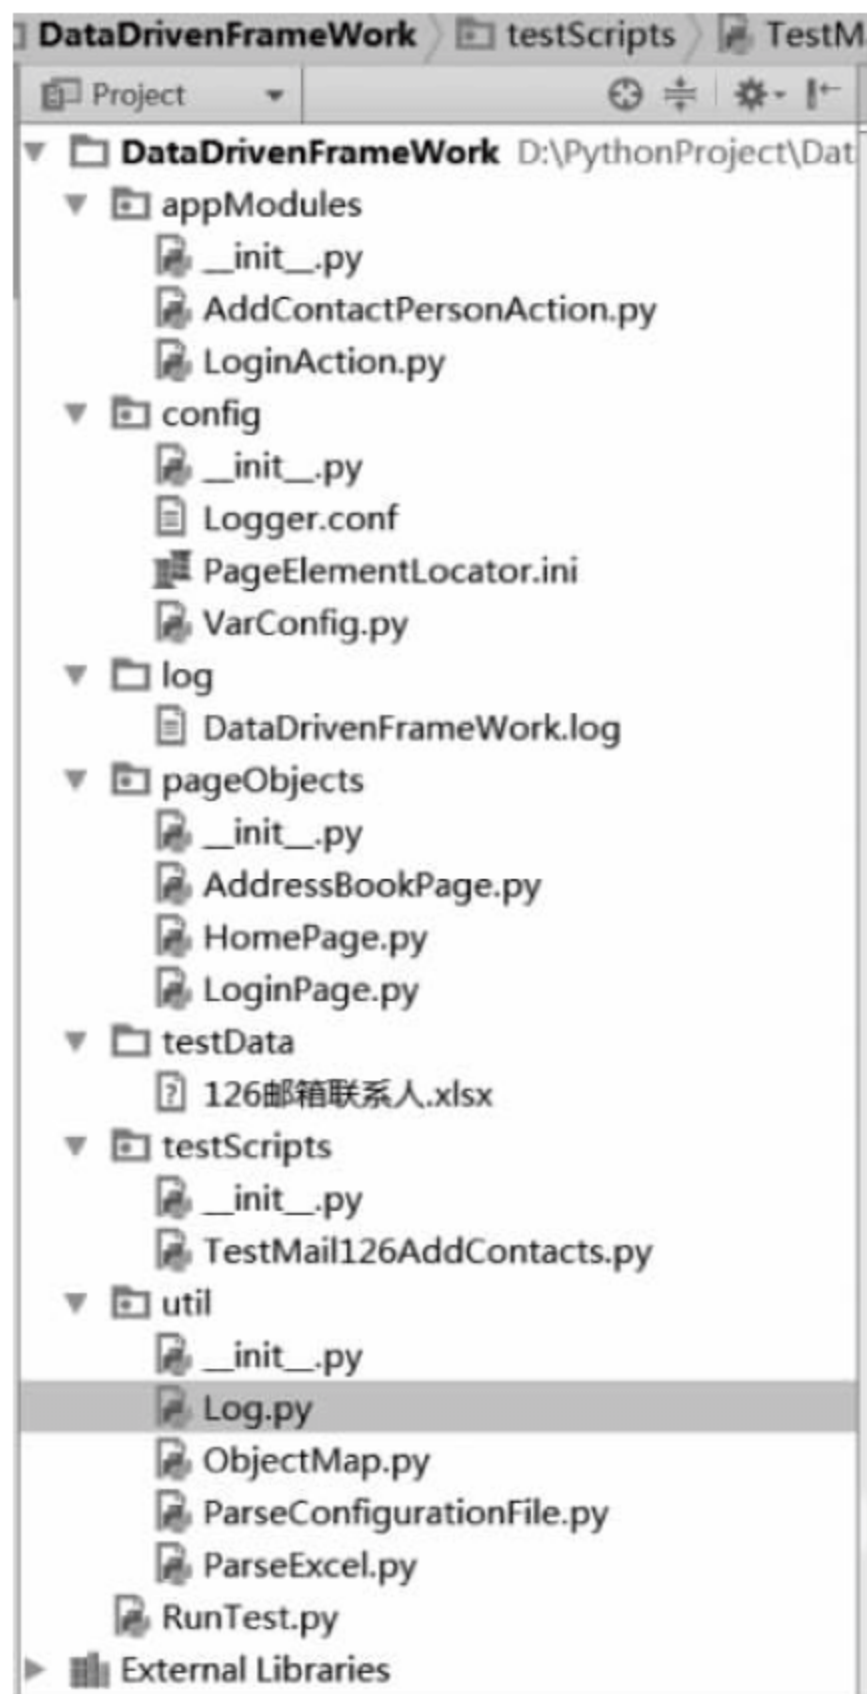 DataDrivenFrameWork testScripts TestM
Project
DataDrivenFrameWork D:\PythonProject\Dat
appModules
__init__.py
AddContactPersonAction.py
LoginAction.py
config
__init__.py
Logger.conf
PageElementLocator.ini
VarConfig.py
log
DataDrivenFrameWork.log
pageObjects
__init__.py
AddressBookPage.py
HomePage.py
LoginPage.py
testData
126邮箱联系人.xlsx
testScripts
__init__.py
TestMail126AddContacts.py
util
__init__.py
Log.py
ObjectMap.py
ParseConfigurationFile.py
ParseExcel.py
RunTest.py
External Libraries